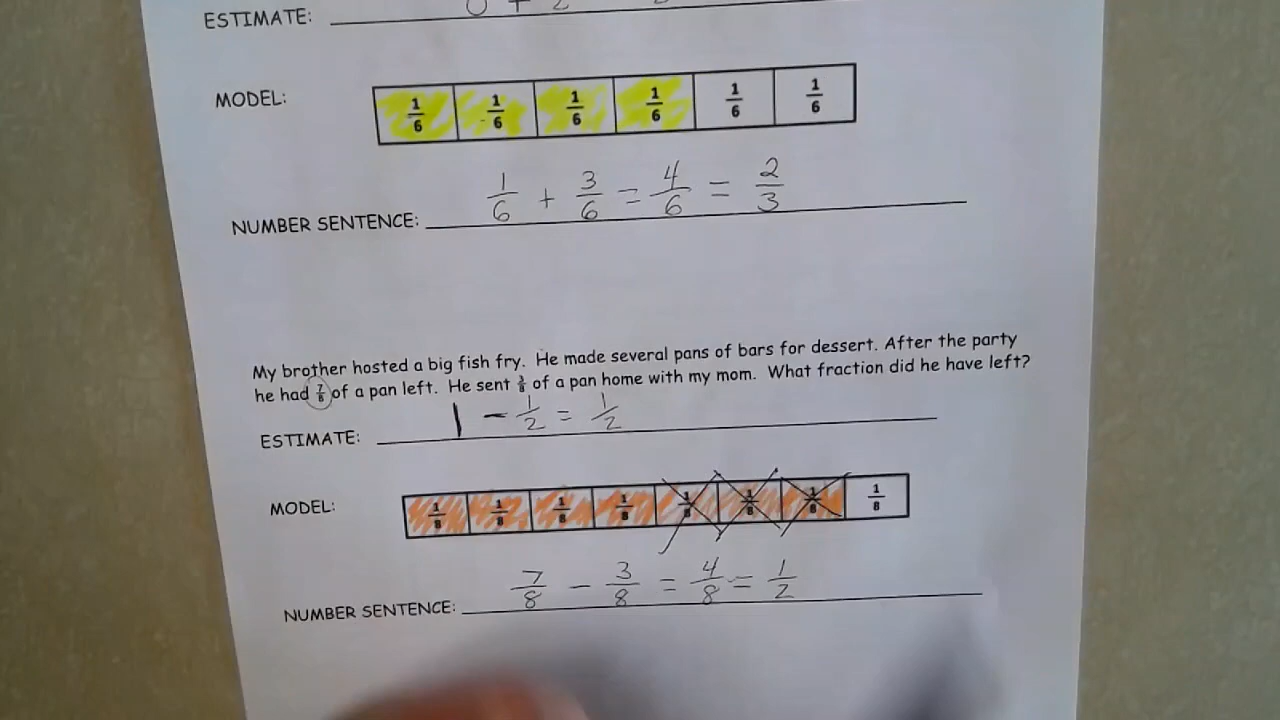 ESTIMATE: 0 + 1/2
MODEL: 1/6 1/6 1/6 1/6 1/6 1/6
NUMBER SENTENCE: 1/6 + 3/6 = 4/6 = 2/3
My brother hosted a big fish fry. He made several pans of bars for dessert. After the party
he had 7/8 of a pan left. He sent 3/8 of a pan home with my mom. What fraction did he have left?
ESTIMATE: 1 - 1/2 = 1/2
MODEL: 1/8 1/8 1/8 1/8 1/8 1/8 1/8 1/8
NUMBER SENTENCE: 7/8 - 3/8 = 4/8 = 1/2